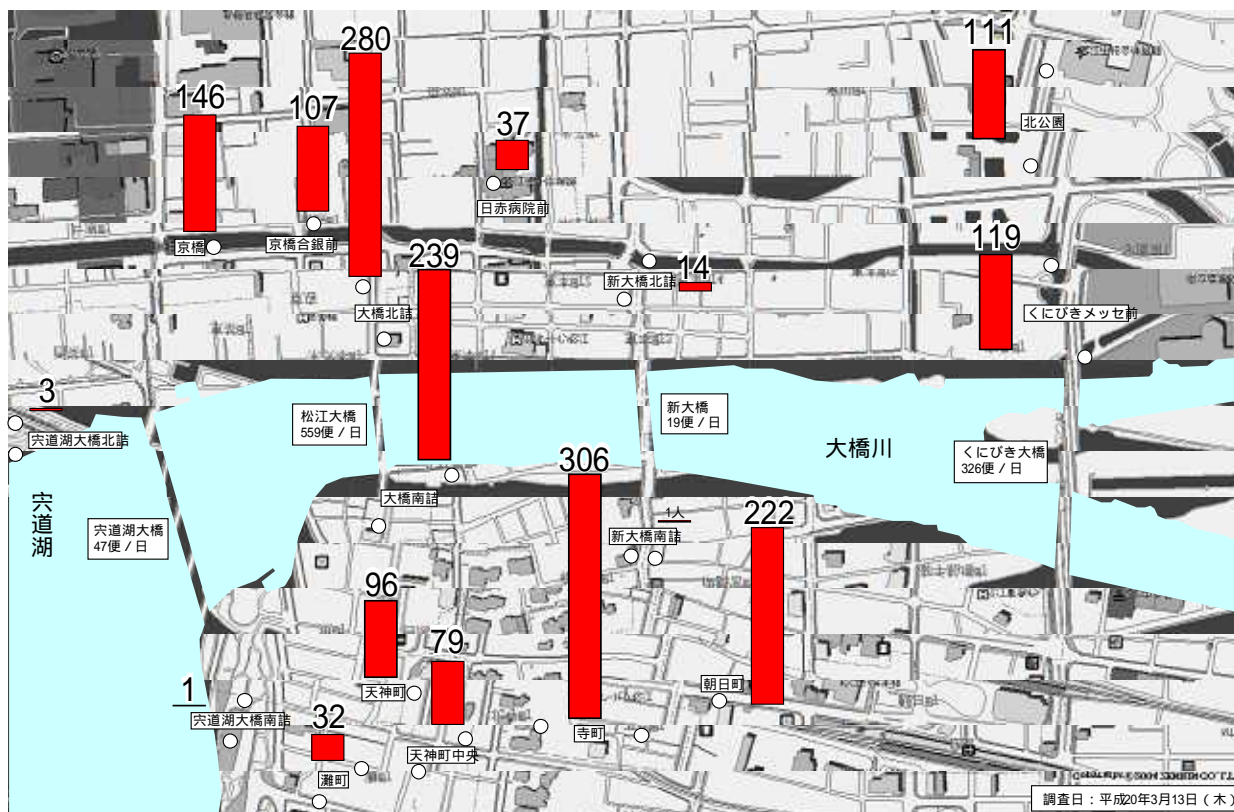 280
111
146
107
37
北公園
日赤病院前
京橋
京橋合銀前
239
119
14
新大橋北詰
大橋北詰
くにびきメッセ前
3
宍道湖大橋北詰
松江大橋
559便/日
新大橋
19便/日
大橋川
くにびき大橋
326便/日
306
大橋南詰
宍道湖
宍道湖大橋
47便/日
1人
222
新大橋南詰
96
79
天神町
朝日町
1
宍道湖大橋南詰
32
寺町
天神町中央
灘町
調査日:平成20年3月13日(木)